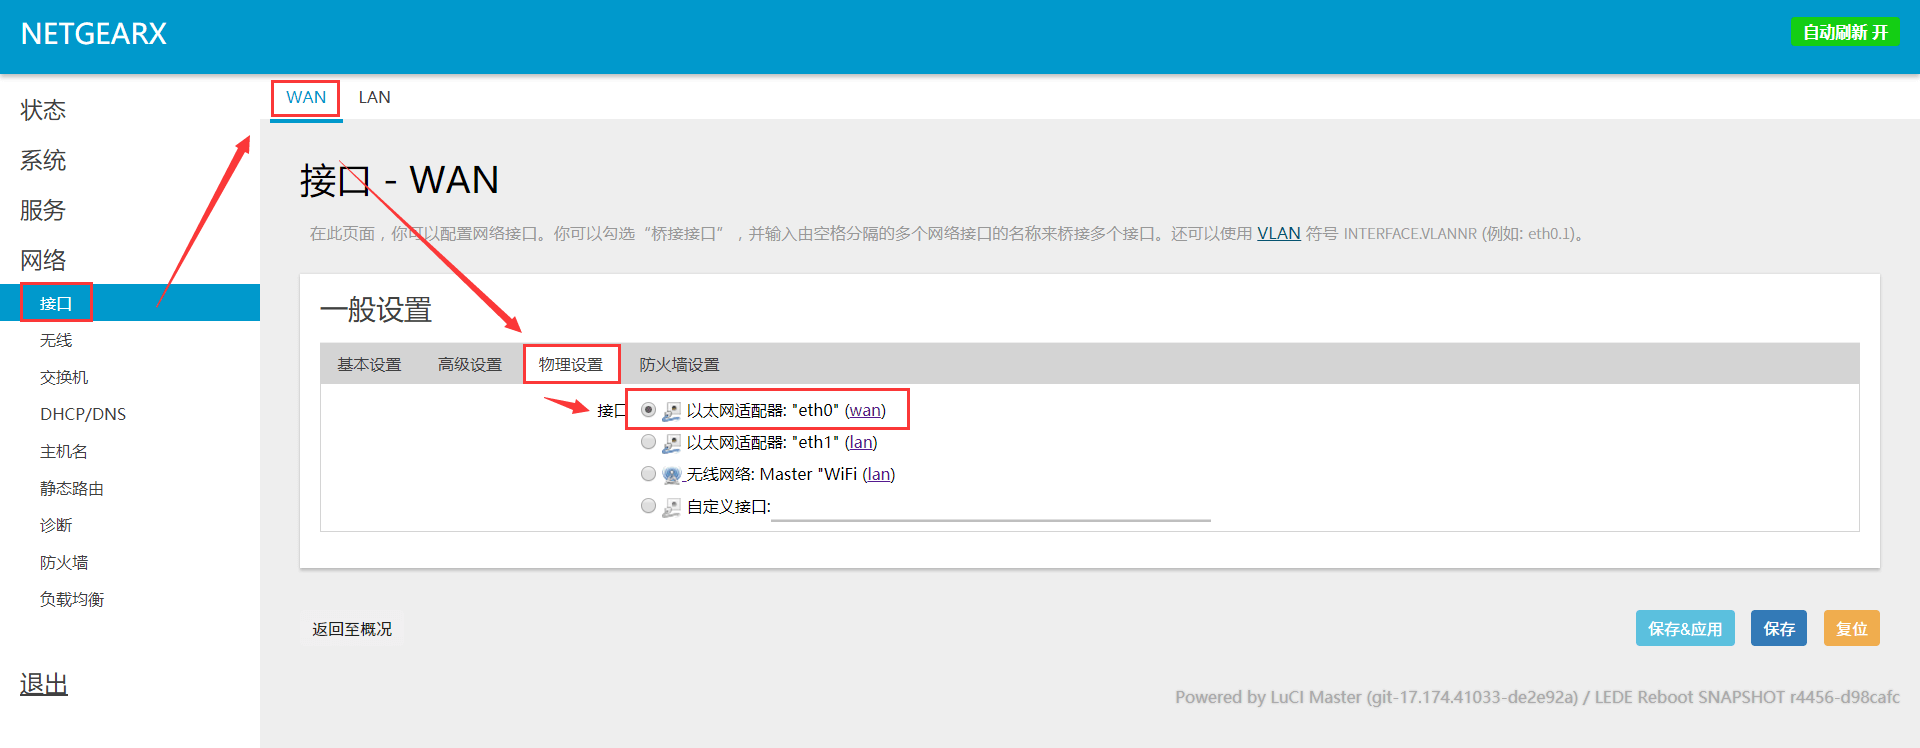 NETGEARX
自动刷新 开
状态
系统
服务
网络
接口
无线
交换机
DHCP/DNS
主机名
静态路由
诊断
防火墙
负载均衡
退出
WAN LAN
接口 - WAN
在此页面，你可以配置网络接口。你可以勾选“桥接接口”，并输入由空格分隔的多个网络接口的名称来桥接多个接口。还可以使用 VLAN 符号 INTERFACE.VLANNR (例如: eth0.1)。
一般设置
基本设置 高级设置 物理设置 防火墙设置
接口 以太网适配器: "eth0" (wan)
以太网适配器: "eth1" (lan)
无线网络: Master "WiFi (lan)
自定义接口:
返回至概况
保存&应用 保存 复位
Powered by LuCI Master (git-17.174.41033-de2e92a) / LEDE Reboot SNAPSHOT r4456-d98cafc